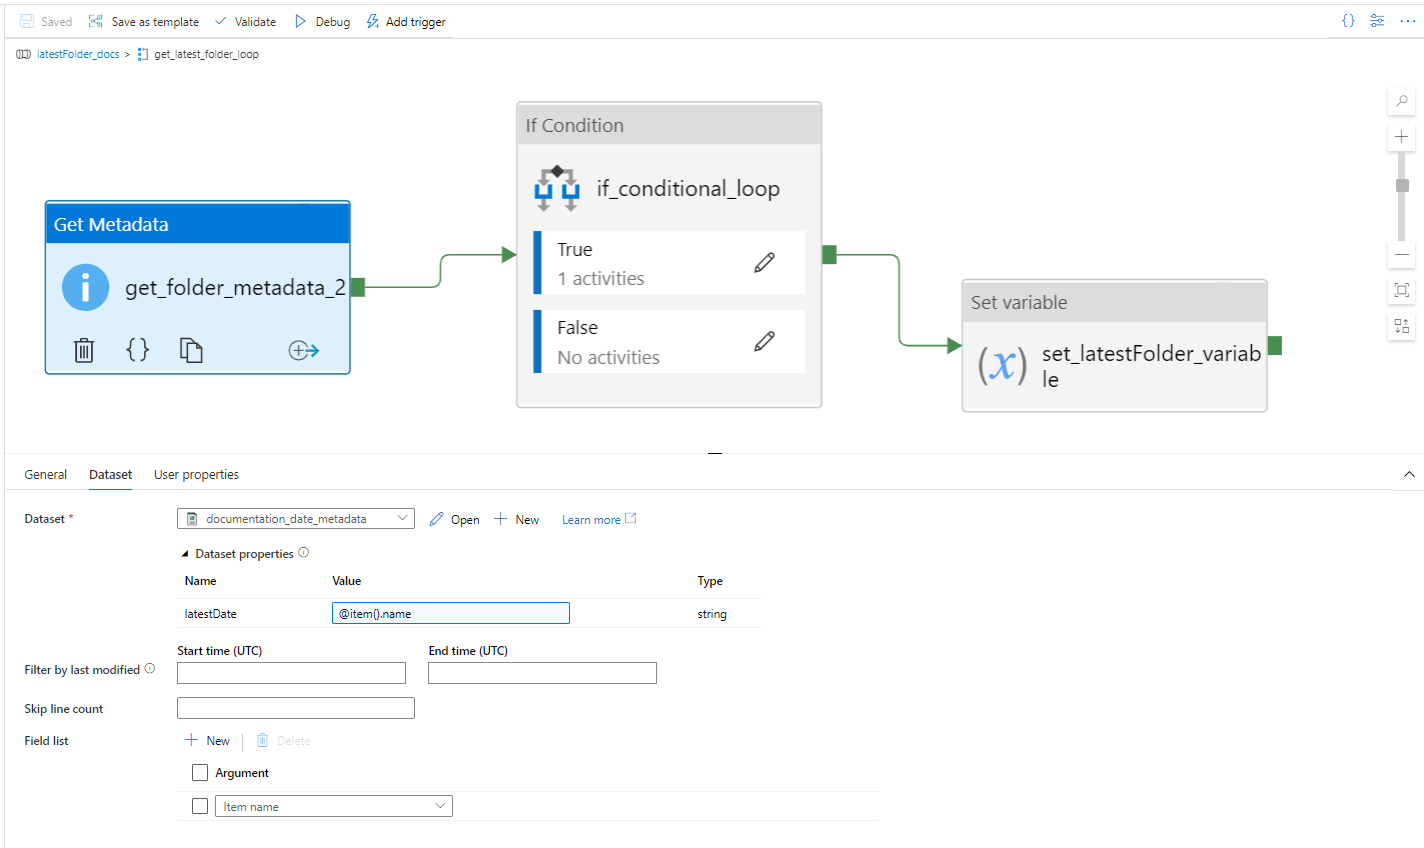 Saved Save as template Validate Debug Add trigger
latestFolder_docs > get_latest_folder_loop
If Condition
if_conditional_loop
True
1 activities
False
No activities
Get Metadata
get_folder_metadata_2
Set variable
set_latestFolder_variab
le
General Dataset User properties
Dataset * documentation_date_metadata Open New Learn more
Dataset properties
Name Value Type
latestDate @item().name string
Start time (UTC) End time (UTC)
Filter by last modified
Skip line count
Field list New Delete
Argument
Item name